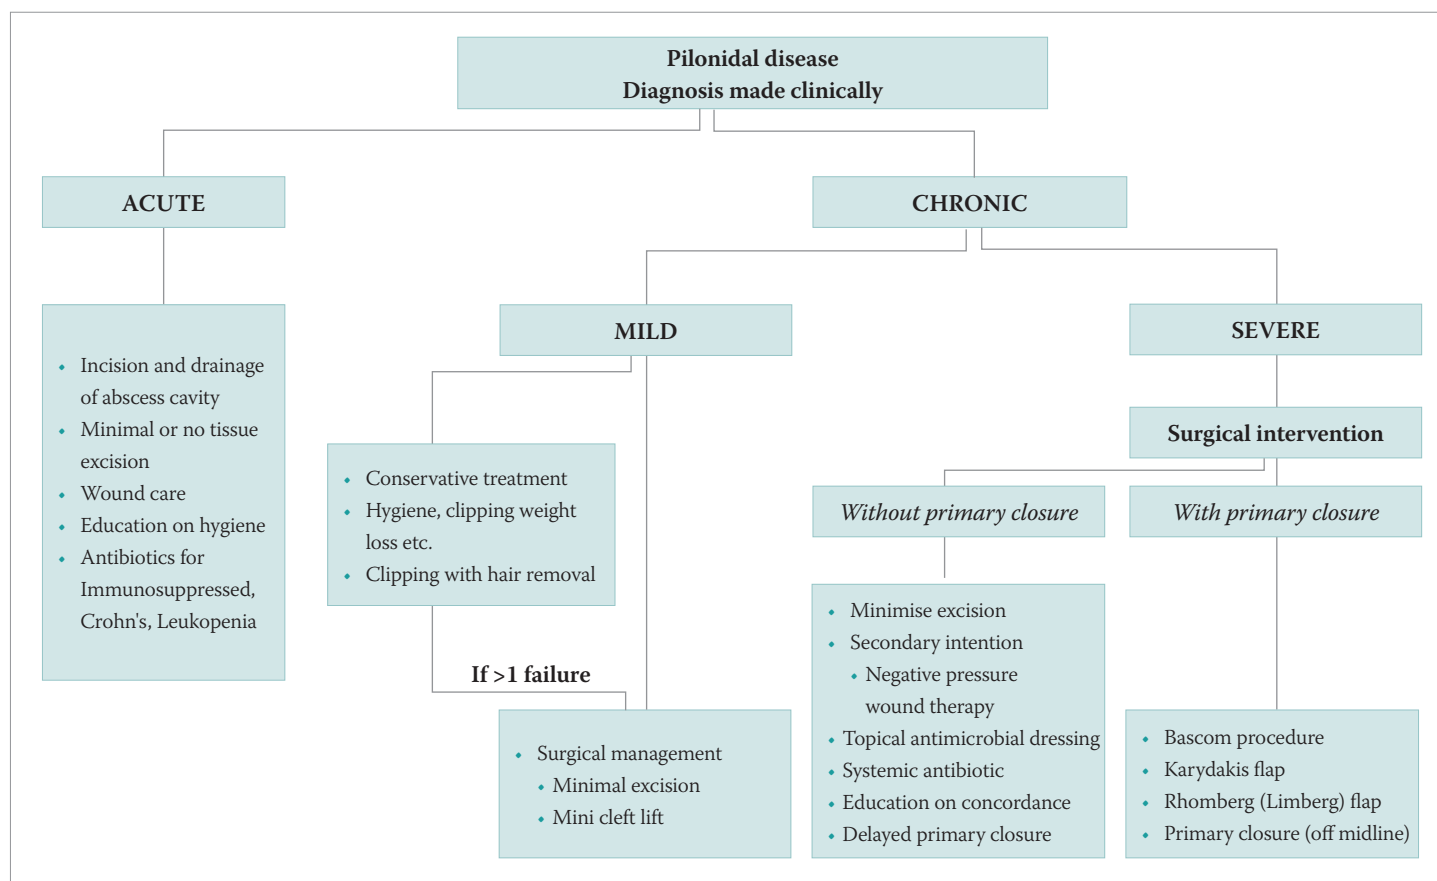 Pilonidal disease
Diagnosis made clinically
ACUTE
CHRONIC
• Incision and drainage
of abscess cavity
• Minimal or no tissue
excision
• Wound care
• Education on hygiene
• Antibiotics for
Immunosuppressed,
Crohn's, Leukopenia
MILD
SEVERE
• Conservative treatment
• Hygiene, clipping weight
loss etc.
• Clipping with hair removal
If >1 failure
• Surgical management
• Minimal excision
• Mini cleft lift
Surgical intervention
Without primary closure
With primary closure
• Minimise excision
• Secondary intention
• Negative pressure
wound therapy
• Topical antimicrobial dressing
• Systemic antibiotic
• Education on concordance
• Delayed primary closure
• Bascom procedure
• Karydakis flap
• Rhomberg (Limberg) flap
• Primary closure (off midline)